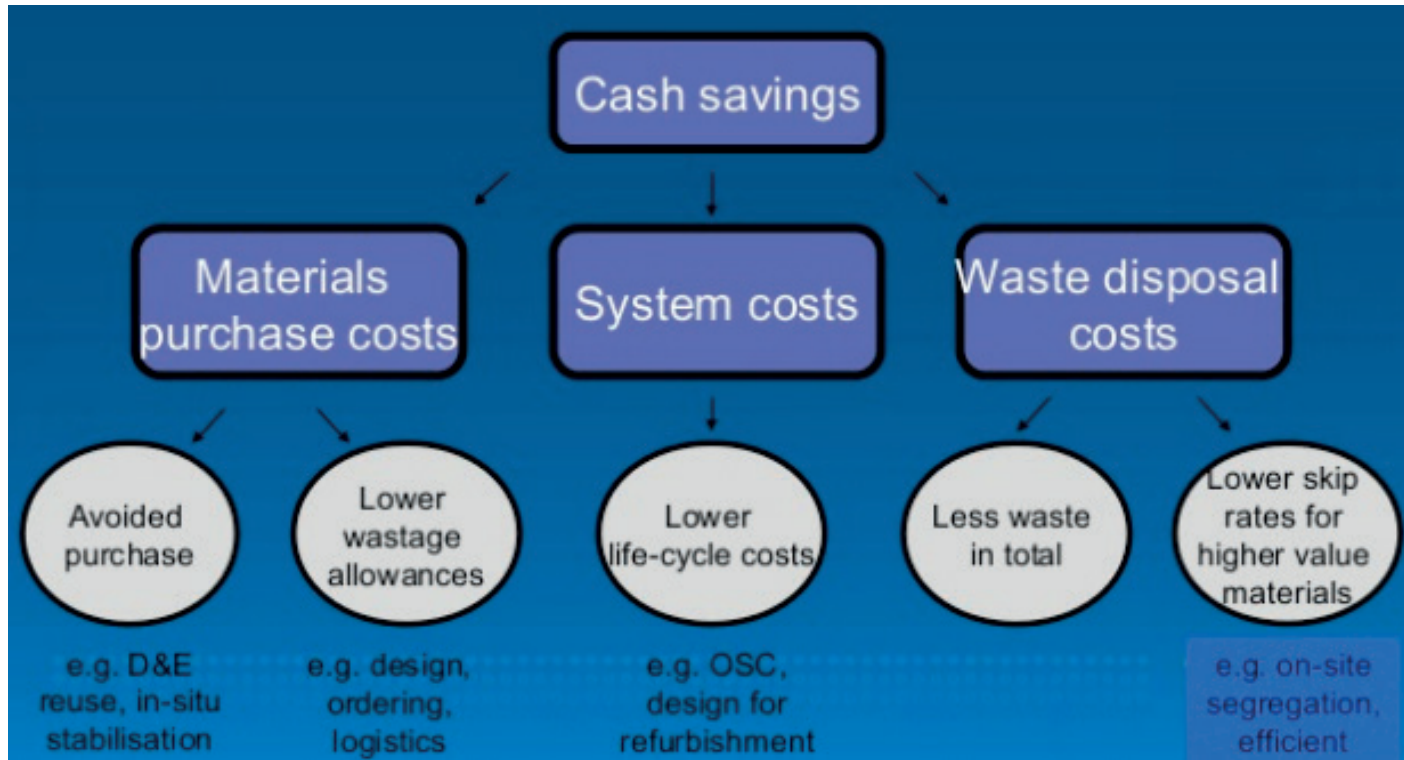 Cash savings
Materials
purchase costs
System costs
Waste disposal
costs
Avoided
purchase
Lower
wastage
allowances
Lower
life-cycle costs
Less waste
in total
Lower skip
rates for
higher value
materials
e.g. D&E
reuse, in-situ
stabilisation
e.g. design,
ordering,
logistics
e.g. OSC,
design for
refurbishment
e.g. on-site
segregation,
efficient